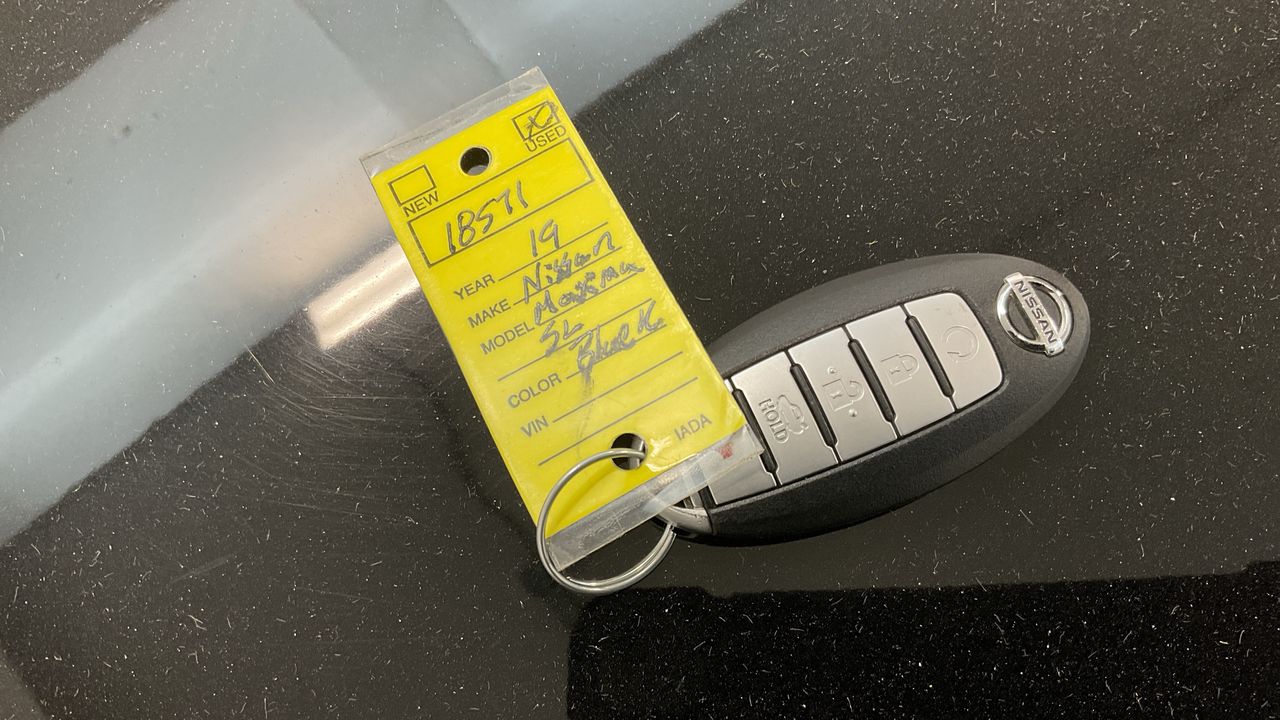 USED
NEW
18571
YEAR 19
MAKE Nissan
MODEL Maxima
SL
COLOR Black
VIN
IADA
HOLD
NISSAN